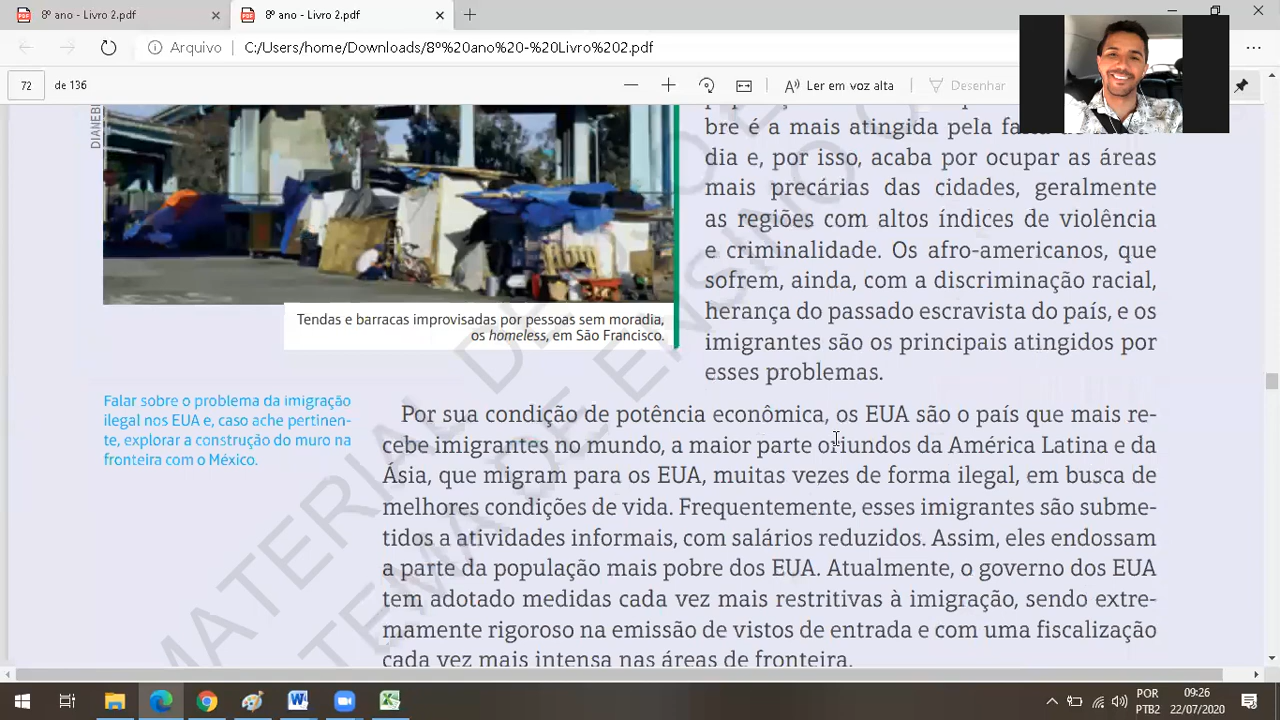 8º ano - Livro 2.pdf
8º ano - Livro 2.pdf
Arquivo
C:/Users/home/Downloads/8º%20ano%20-%20Livro%202.pdf
72 de 136
Ler em voz alta
Desenhar
bre é a mais atingida pela
dia e, por isso, acaba por ocupar as áreas
mais precárias das cidades, geralmente
as regiões com altos índices de violência
e criminalidade. Os afro-americanos, que
sofrem, ainda, com a discriminação racial,
herança do passado escravista do país, e os
imigrantes são os principais atingidos por
esses problemas.
Tendas e barracas improvisadas por pessoas sem moradia,
os homeless, em São Francisco.
Falar sobre o problema da imigração
ilegal nos EUA e, caso ache pertinen-
te, explorar a construção do muro na
fronteira com o México.
Por sua condição de potência econômica, os EUA são o país que mais re-
cebe imigrantes no mundo, a maior parte oriundos da América Latina e da
Ásia, que migram para os EUA, muitas vezes de forma ilegal, em busca de
melhores condições de vida. Frequentemente, esses imigrantes são subme-
tidos a atividades informais, com salários reduzidos. Assim, eles endossam
a parte da população mais pobre dos EUA. Atualmente, o governo dos EUA
tem adotado medidas cada vez mais restritivas à imigração, sendo extre-
mamente rigoroso na emissão de vistos de entrada e com uma fiscalização
cada vez mais intensa nas áreas de fronteira.
MATERIAL DE
SISTEMA DE ENSINO
POR
PTB2
09:26
22/07/2020